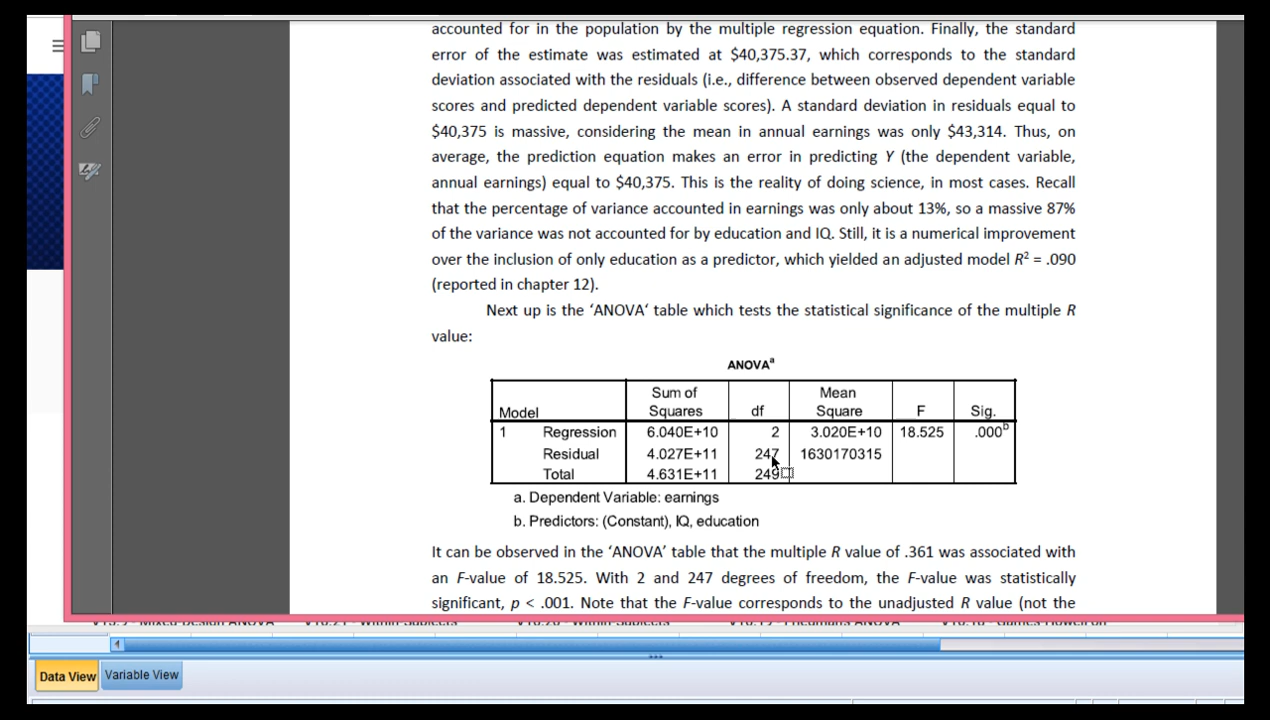 accounted for in the population by the multiple regression equation. Finally, the standard
error of the estimate was estimated at $40,375.37, which corresponds to the standard
deviation associated with the residuals (i.e., difference between observed dependent variable
scores and predicted dependent variable scores). A standard deviation in residuals equal to
$40,375 is massive, considering the mean in annual earnings was only $43,314. Thus, on
average, the prediction equation makes an error in predicting Y (the dependent variable,
annual earnings) equal to $40,375. This is the reality of doing science, in most cases. Recall
that the percentage of variance accounted in earnings was only about 13%, so a massive 87%
of the variance was not accounted for by education and IQ. Still, it is a numerical improvement
over the inclusion of only education as a predictor, which yielded an adjusted model R² = .090
(reported in chapter 12).
Next up is the ‘ANOVA‘ table which tests the statistical significance of the multiple R
value:
ANOVAᵃ
Model Sum of Squares df Mean Square F Sig.
1 Regression 6.040E+10 2 3.020E+10 18.525 .000ᵇ
Residual 4.027E+11 247 1630170315
Total 4.631E+11 249
a. Dependent Variable: earnings
b. Predictors: (Constant), IQ, education
It can be observed in the ‘ANOVA’ table that the multiple R value of .361 was associated with
an F-value of 18.525. With 2 and 247 degrees of freedom, the F-value was statistically
significant, p < .001. Note that the F-value corresponds to the unadjusted R value (not the
Data View Variable View